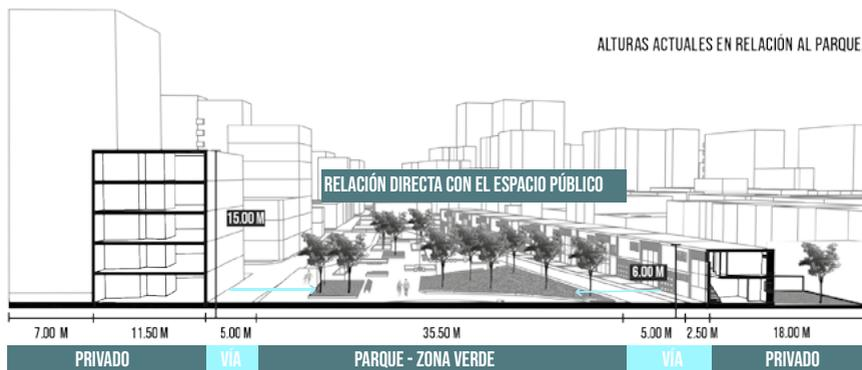 ALTURAS ACTUALES EN RELACIÓN AL PARQUE
RELACIÓN DIRECTA CON EL ESPACIO PÚBLICO
15.00 M
6.00 M
7.00 M 11.50 M 5.00 M 35.50 M 5.00 M 2.50 M 18.00 M
PRIVADO VÍA PARQUE - ZONA VERDE VÍA PRIVADO